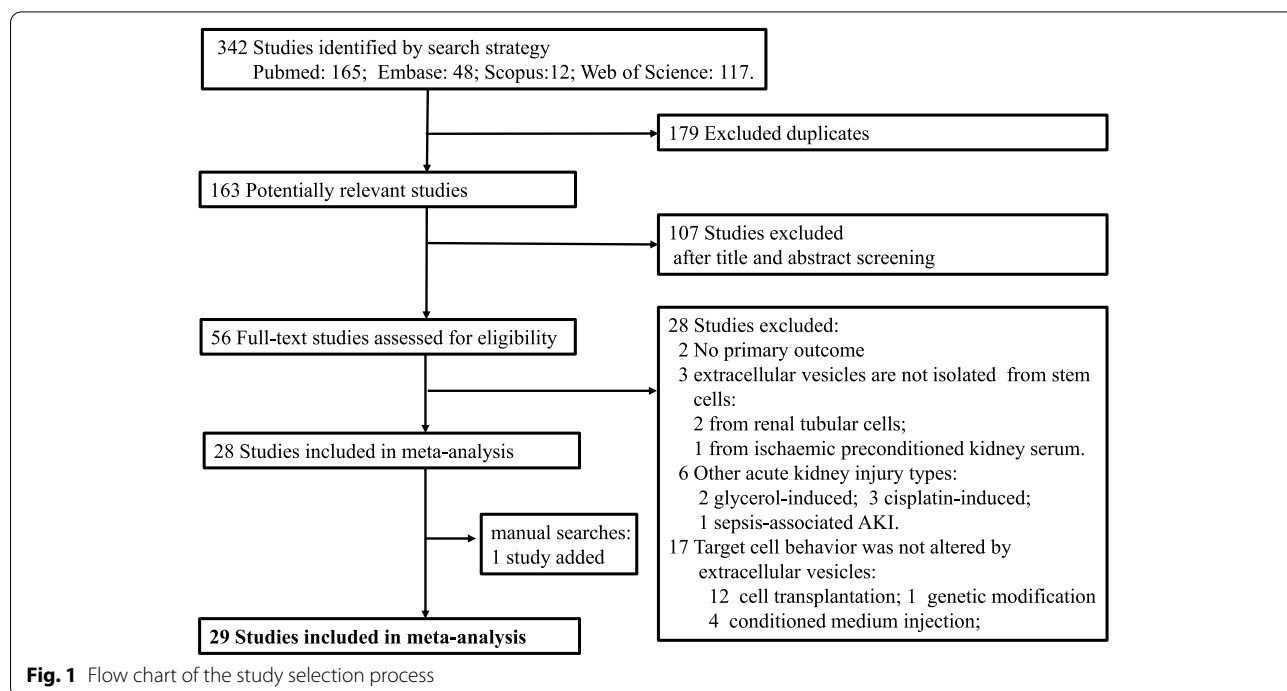 342 Studies identified by search strategy
Pubmed: 165; Embase: 48; Scopus:12; Web of Science: 117.
179 Excluded duplicates
163 Potentially relevant studies
107 Studies excluded
after title and abstract screening
56 Full-text studies assessed for eligibility
28 Studies excluded:
2 No primary outcome
3 extracellular vesicles are not isolated from stem
cells:
2 from renal tubular cells;
1 from ischaemic preconditioned kidney serum.
6 Other acute kidney injury types:
2 glycerol-induced; 3 cisplatin-induced;
1 sepsis-associated AKI.
17 Target cell behavior was not altered by
extracellular vesicles:
12 cell transplantation; 1 genetic modification
4 conditioned medium injection;
28 Studies included in meta-analysis
manual searches:
1 study added
29 Studies included in meta-analysis
Fig. 1 Flow chart of the study selection process